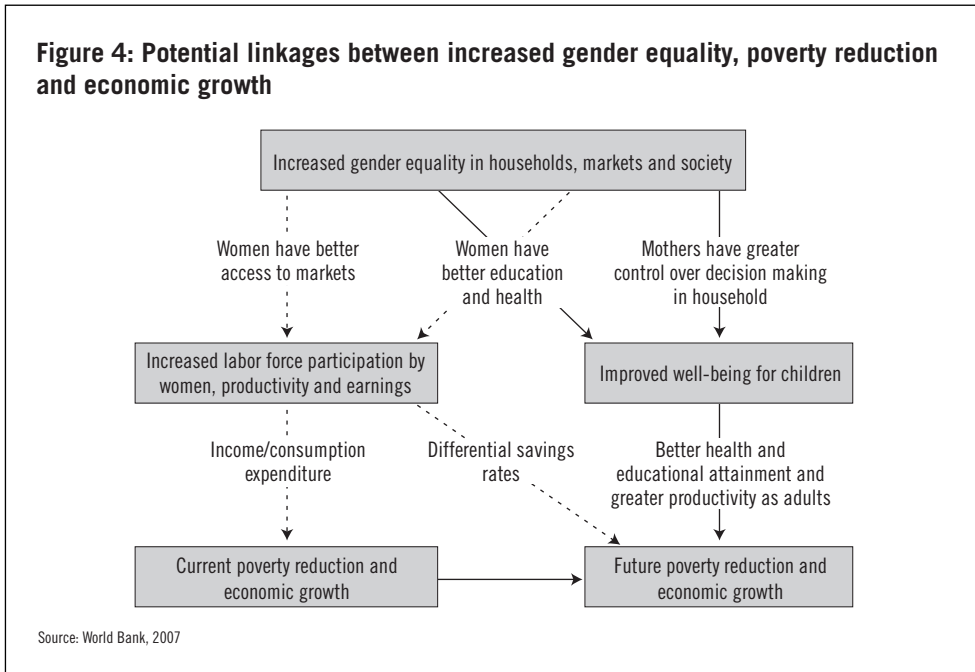 Figure 4: Potential linkages between increased gender equality, poverty reduction
and economic growth
Increased gender equality in households, markets and society
Women have better
access to markets
Women have
better education
and health
Mothers have greater
control over decision making
in household
Increased labor force participation by
women, productivity and earnings
Improved well-being for children
Income/consumption
expenditure
Differential savings
rates
Better health and
educational attainment and
greater productivity as adults
Current poverty reduction and
economic growth
Future poverty reduction and
economic growth
Source: World Bank, 2007